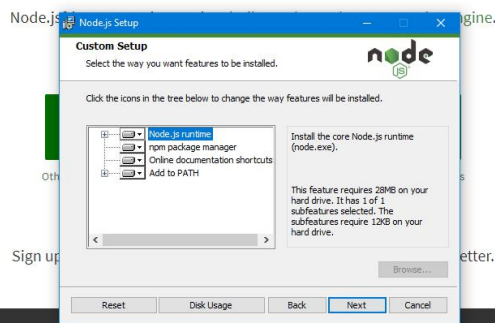 Node.js
ngine.
Node.js Setup
Custom Setup
Select the way you want features to be installed.
node
JS
Click the icons in the tree below to change the way features will be installed.
Node.js runtime
npm package manager
Online documentation shortcuts
Add to PATH
Install the core Node.js runtime
(node.exe).
This feature requires 28MB on your
hard drive. It has 1 of 1
subfeatures selected. The
subfeatures require 12KB on your
hard drive.
Oth
s
Sign up
etter.
Browse...
Reset
Disk Usage
Back
Next
Cancel